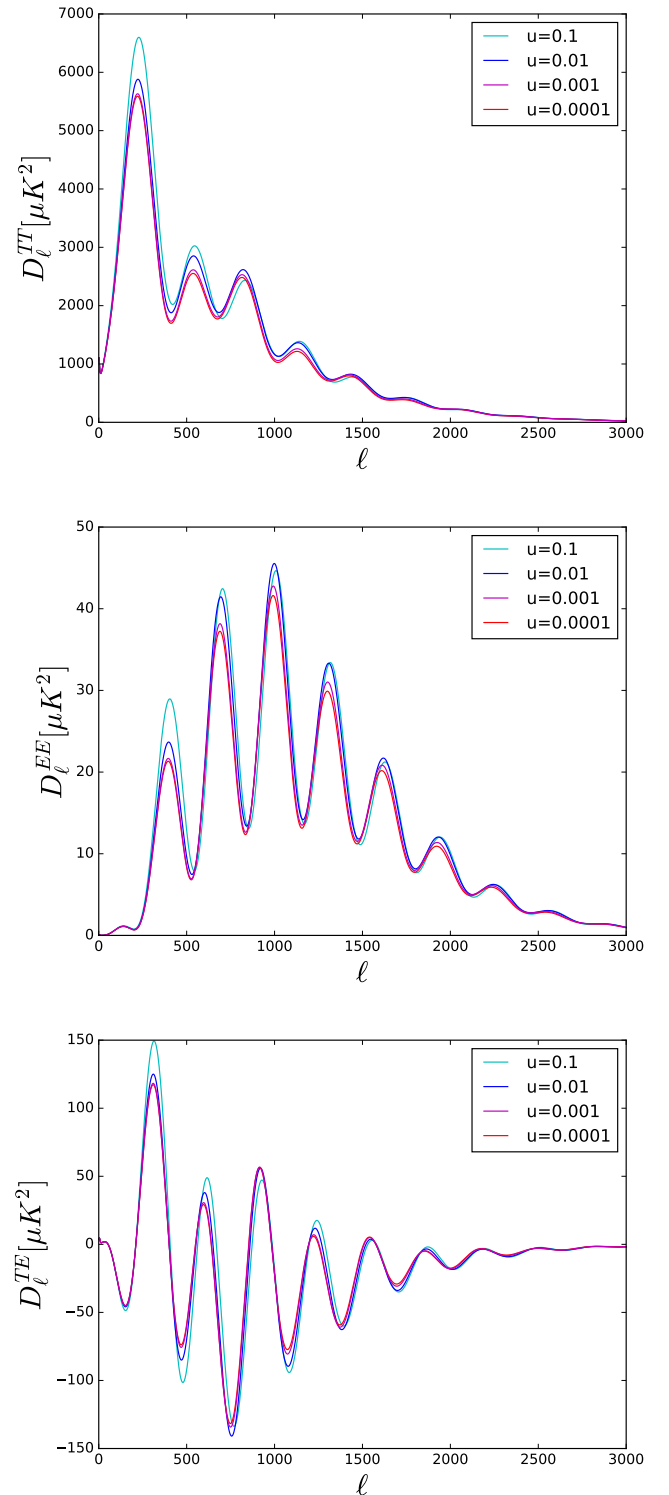 7000
6000
5000
4000
3000
2000
1000
0
D_ℓ^{TT}[μK^2]
u=0.1
u=0.01
u=0.001
u=0.0001
0 500 1000 1500 2000 2500 3000
ℓ
50
40
30
20
10
0
D_ℓ^{EE}[μK^2]
u=0.1
u=0.01
u=0.001
u=0.0001
0 500 1000 1500 2000 2500 3000
ℓ
150
100
50
0
−50
−100
−150
D_ℓ^{TE}[μK^2]
u=0.1
u=0.01
u=0.001
u=0.0001
0 500 1000 1500 2000 2500 3000
ℓ